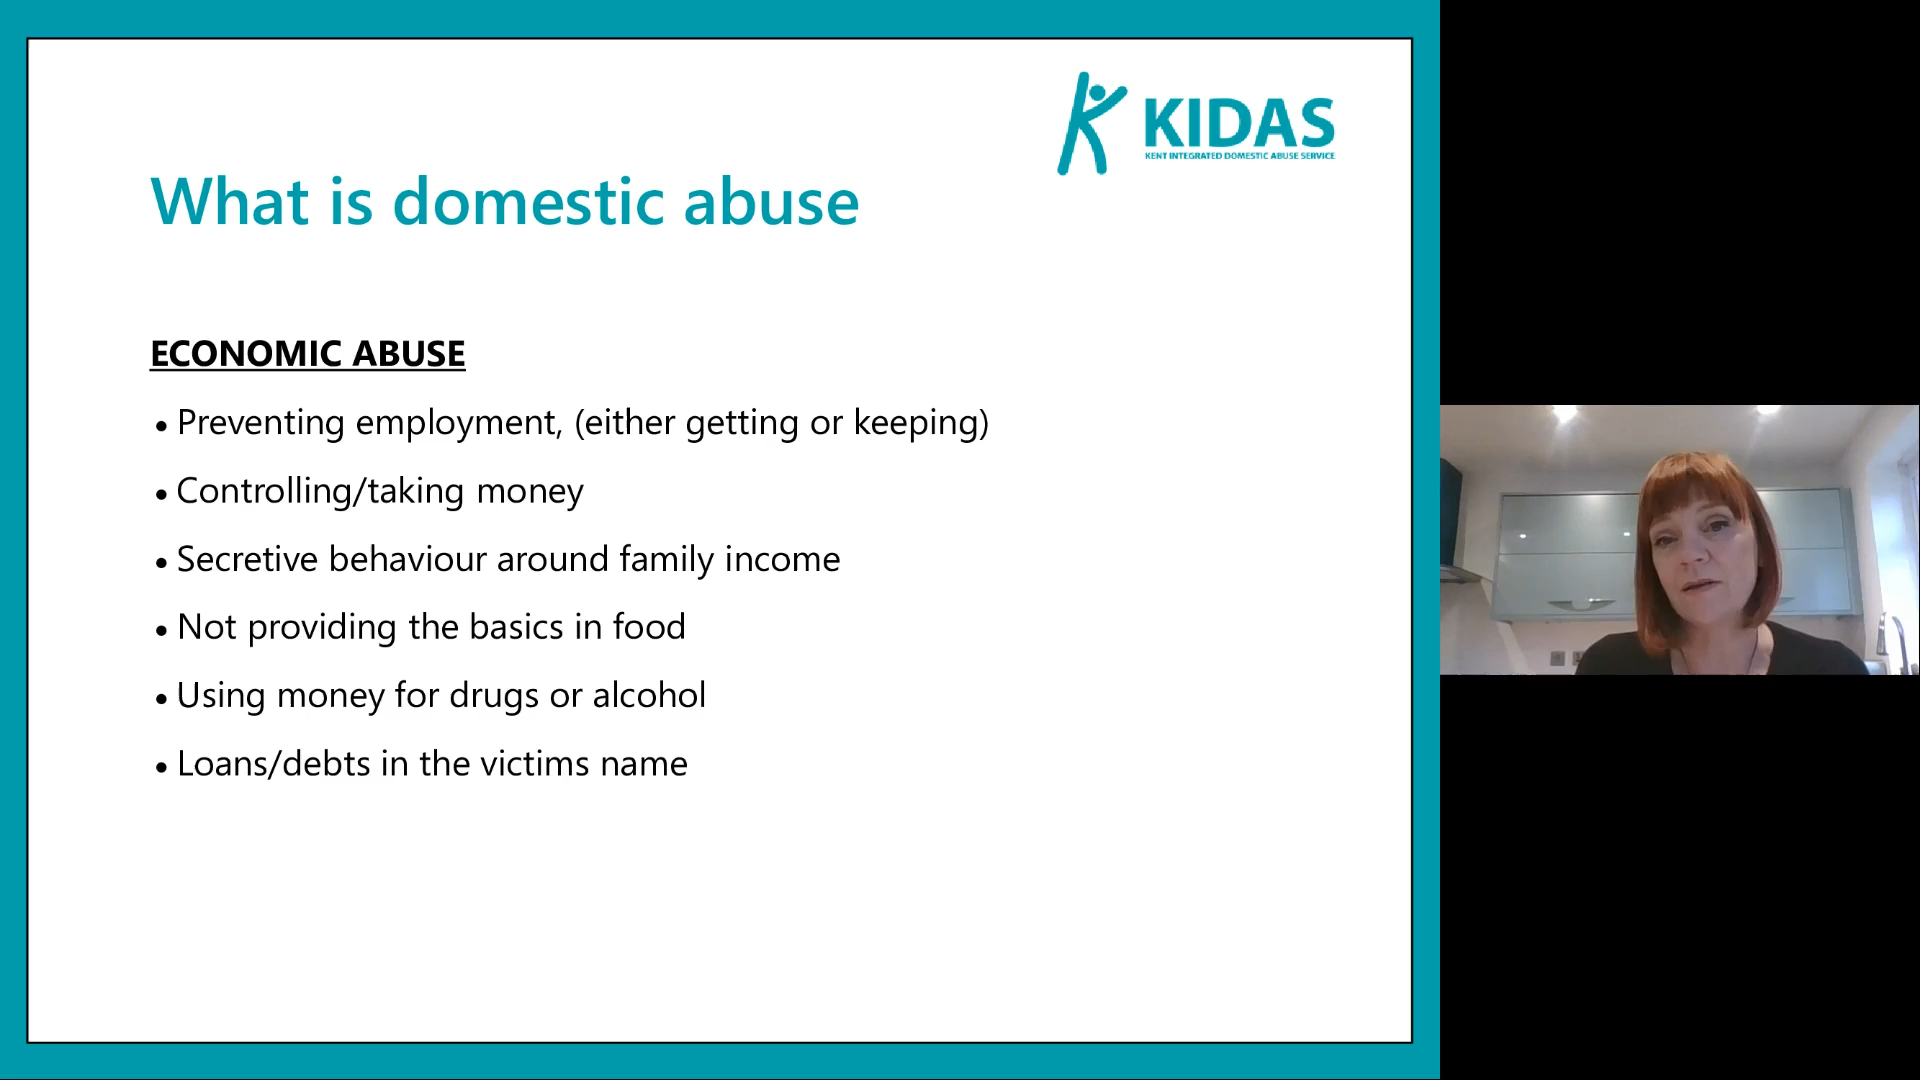 KIDAS
KENT INTEGRATED DOMESTIC ABUSE SERVICE
What is domestic abuse
ECONOMIC ABUSE
• Preventing employment, (either getting or keeping)
• Controlling/taking money
• Secretive behaviour around family income
• Not providing the basics in food
• Using money for drugs or alcohol
• Loans/debts in the victims name